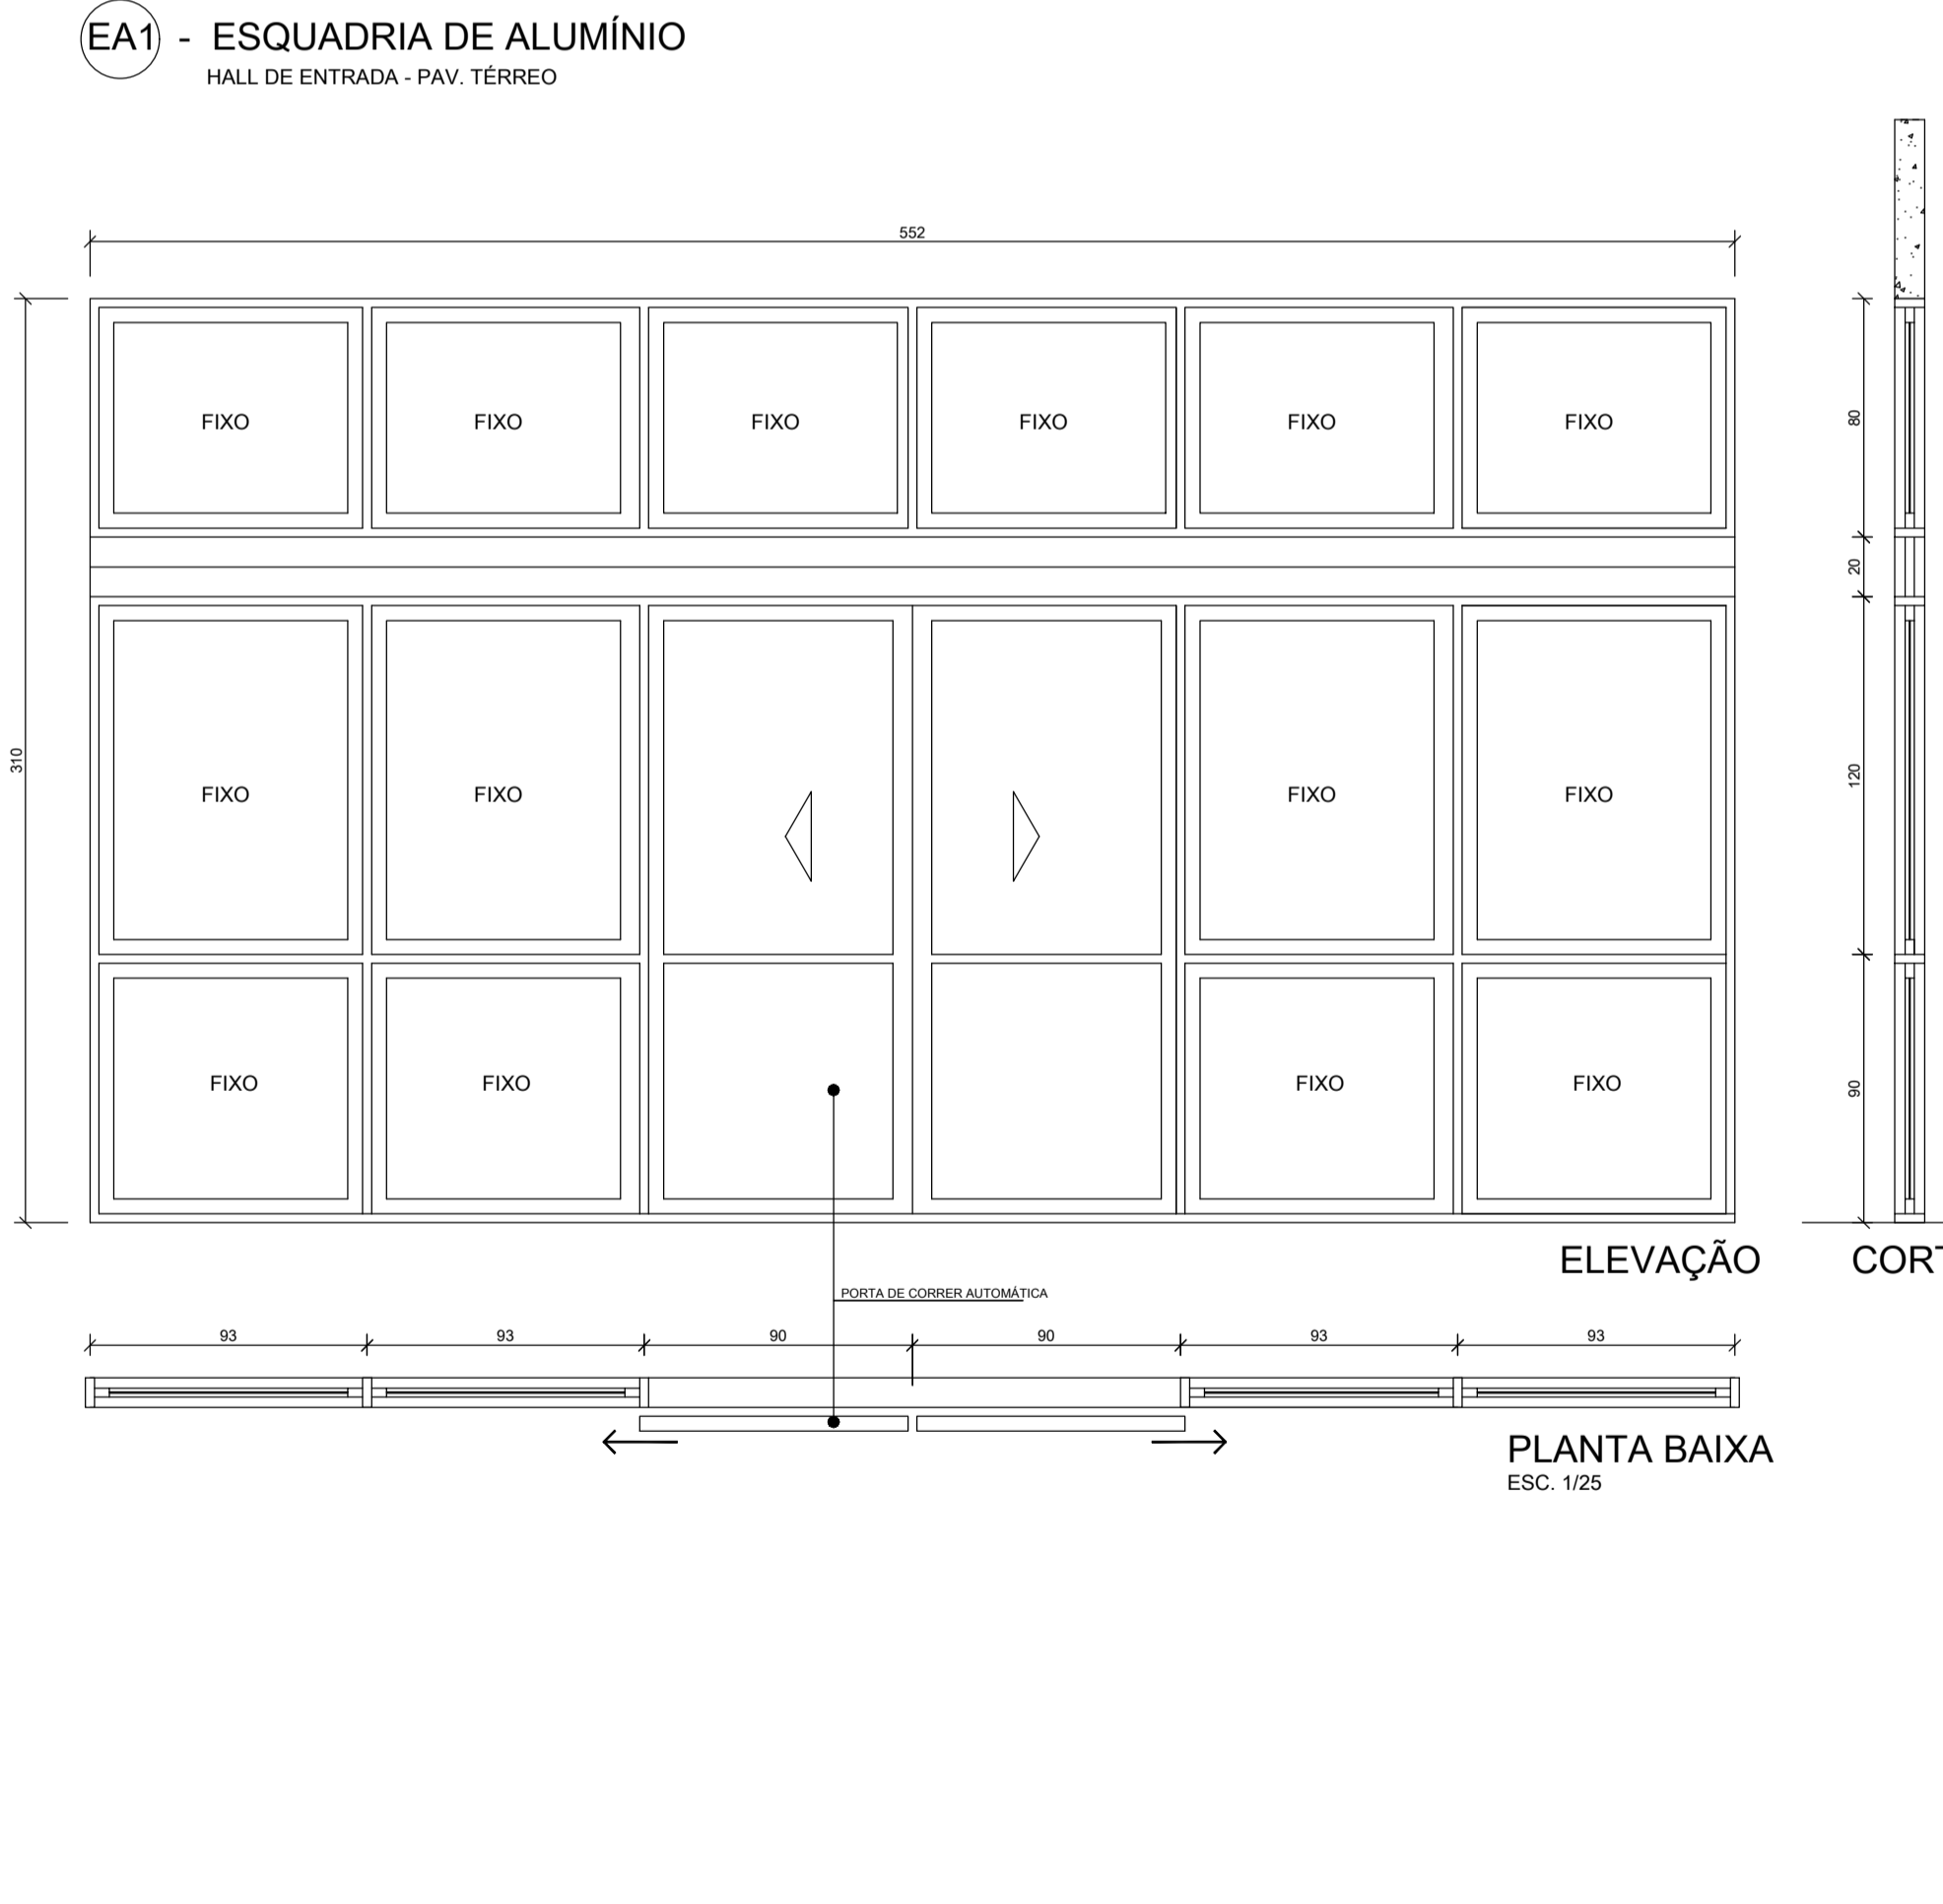 EA1 - ESQUADRIA DE ALUMÍNIO
HALL DE ENTRADA - PAV. TÉRREO
552
FIXO FIXO FIXO FIXO FIXO FIXO
80
20
310
FIXO FIXO FIXO FIXO
120
FIXO FIXO FIXO FIXO
90
ELEVAÇÃO
CORT
PORTA DE CORRER AUTOMÁTICA
93 93 90 90 93 93
PLANTA BAIXA
ESC. 1/25